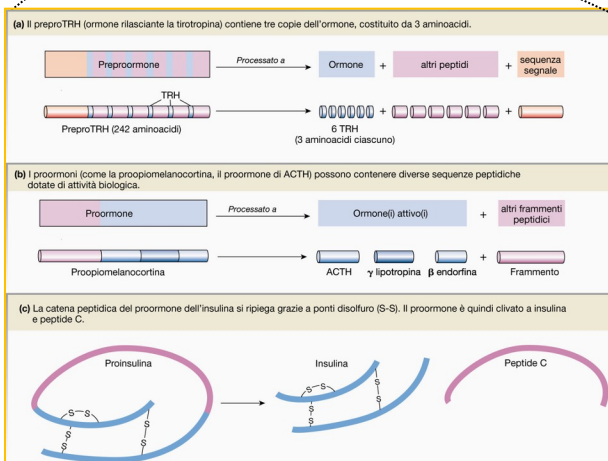 (a) Il preproTRH (ormone rilasciante la tirotropina) contiene tre copie dell'ormone, costituito da 3 aminoacidi.
Preproormone
Processato a
Ormone
+
altri peptidi
+
sequenza
segnale
TRH
PreproTRH (242 aminoacidi)
+
+
6 TRH
(3 aminoacidi ciascuno)
(b) I proormoni (come la proopiomelanocortina, il proormone di ACTH) possono contenere diverse sequenze peptidiche
dotate di attività biologica.
Proormone
Processato a
Ormone(i) attivo(i)
+
altri frammenti
peptidici
Proopiomelanocortina
ACTH
γ lipotropina
β endorfina
+
Frammento
(c) La catena peptidica del proormone dell'insulina si ripiega grazie a ponti disolfuro (S-S). Il proormone è quindi clivato a insulina
e peptide C.
Proinsulina
Insulina
Peptide C
S S
S
S
S
S
S S
S
S
S
S